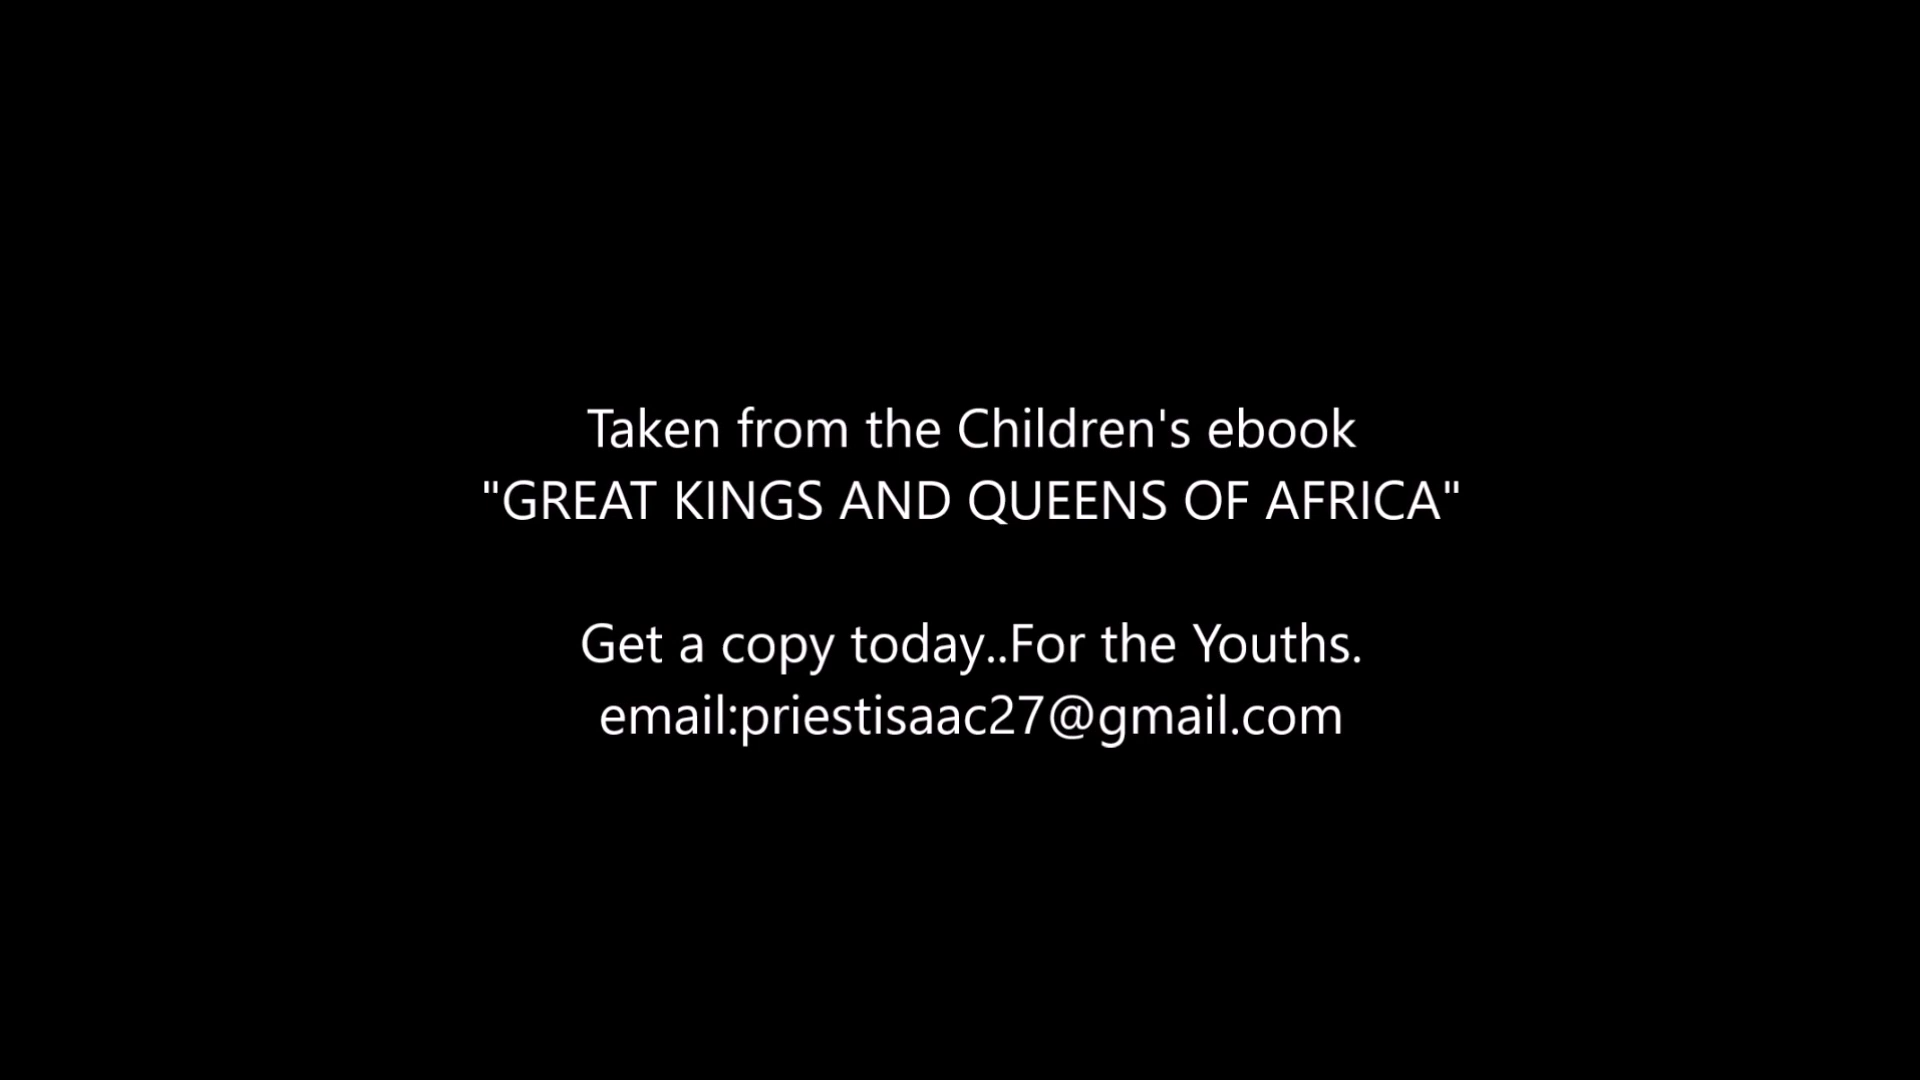 Taken from the Children's ebook
"GREAT KINGS AND QUEENS OF AFRICA"
Get a copy today..For the Youths.
email:priestisaac27@gmail.com